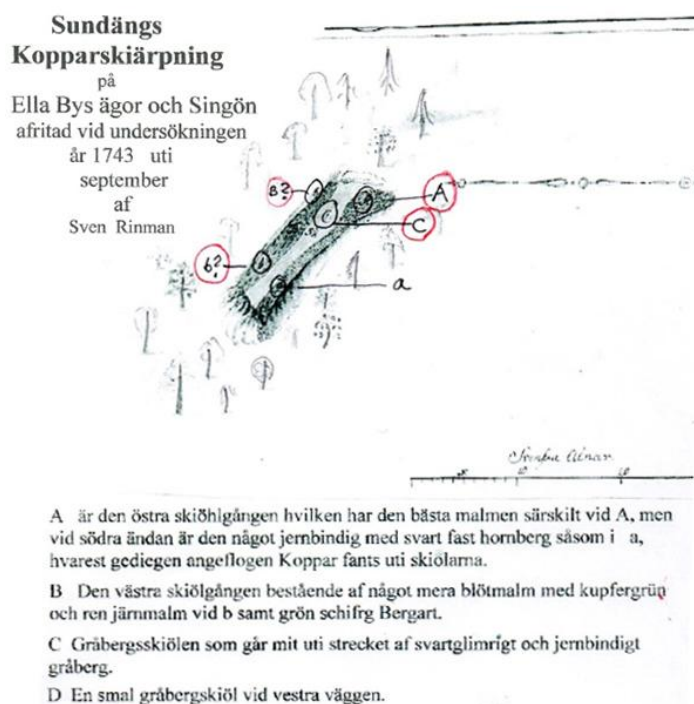 Sundängs
Kopparskiärpning
på
Ella Bys ägor och Singön
afritad vid undersökningen
år 1743 uti
september
af
Sven Rinman
B?
A
C
b?
a
A är den östra skiöhlgången hvilken har den bästa malmen särskilt vid A, men
vid södra ändan är den något jernbindig med svart fast hornberg såsom i a,
hvarest gediegen angeflogen Koppar fants uti skiölarna.
B Den västra skiölgången bestående af något mera blötmalm med kupfergrün
och ren järnmalm vid b samt grön schifrg Bergart.
C Gråbergsskiölen som går mit uti strecket af svartglimrigt och jernbindigt
gråberg.
D En smal gråbergskiöl vid vestra väggen.